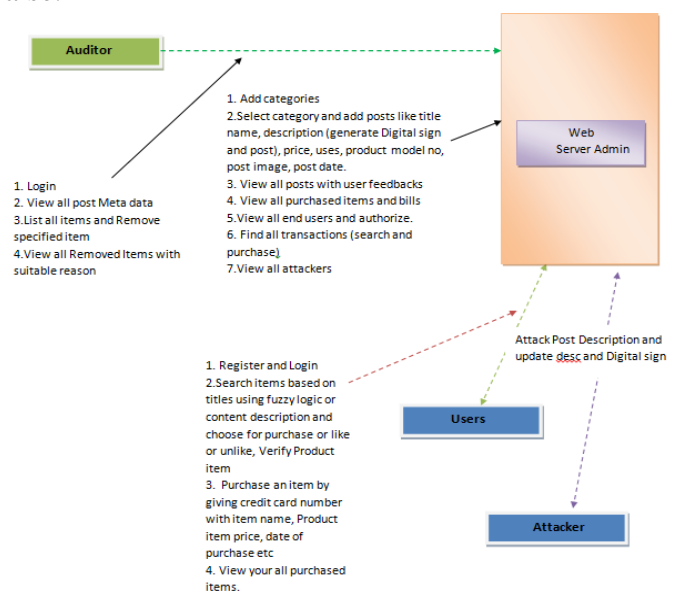 Auditor
1. Add categories
2.Select category and add posts like title
name, description (generate Digital sign
and post), price, uses, product model no,
post image, post date.
3. View all posts with user feedbacks
4. View all purchased items and bills
5.View all end users and authorize.
6. Find all transactions (search and
purchase)
7.View all attackers
Web
Server Admin
1. Login
2. View all post Meta data
3.List all items and Remove
specified item
4.View all Removed Items with
suitable reason
Attack Post Description and
update desc and Digital sign
1. Register and Login
2.Search items based on
titles using fuzzy logic or
content description and
choose for purchase or like
or unlike, Verify Product
item
3. Purchase an item by
giving credit card number
with item name, Product
item price, date of
purchase etc
4. View your all purchased
items.
Users
Attacker